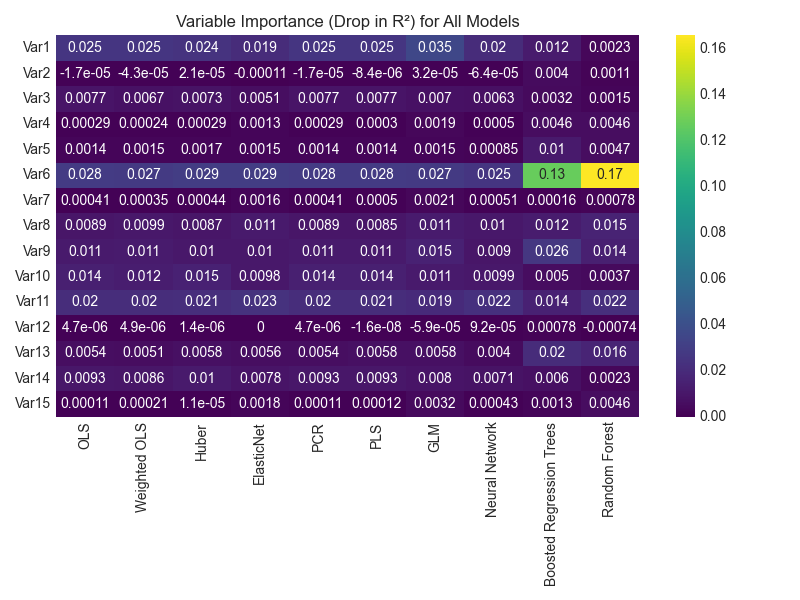 Variable Importance (Drop in R²) for All Models
Var1 0.025 0.025 0.024 0.019 0.025 0.025 0.035 0.02 0.012 0.0023
Var2 -1.7e-05 -4.3e-05 2.1e-05 -0.00011 -1.7e-05 -8.4e-06 3.2e-05 -6.4e-05 0.004 0.0011
Var3 0.0077 0.0067 0.0073 0.0051 0.0077 0.0077 0.007 0.0063 0.0032 0.0015
Var4 0.00029 0.00024 0.00029 0.0013 0.00029 0.0003 0.0019 0.0005 0.0046 0.0046
Var5 0.0014 0.0015 0.0017 0.0015 0.0014 0.0014 0.0015 0.00085 0.01 0.0047
Var6 0.028 0.027 0.029 0.029 0.028 0.028 0.027 0.025 0.13 0.17
Var7 0.00041 0.00035 0.00044 0.0016 0.00041 0.0005 0.0021 0.00051 0.00016 0.00078
Var8 0.0089 0.0099 0.0087 0.011 0.0089 0.0085 0.011 0.01 0.012 0.015
Var9 0.011 0.011 0.01 0.01 0.011 0.011 0.015 0.009 0.026 0.014
Var10 0.014 0.012 0.015 0.0098 0.014 0.014 0.011 0.0099 0.005 0.0037
Var11 0.02 0.02 0.021 0.023 0.02 0.021 0.019 0.022 0.014 0.022
Var12 4.7e-06 4.9e-06 1.4e-06 0 4.7e-06 -1.6e-08 -5.9e-05 9.2e-05 0.00078 -0.00074
Var13 0.0054 0.0051 0.0058 0.0056 0.0054 0.0058 0.0058 0.004 0.02 0.016
Var14 0.0093 0.0086 0.01 0.0078 0.0093 0.0093 0.008 0.0071 0.006 0.0023
Var15 0.00011 0.00021 1.1e-05 0.0018 0.00011 0.00012 0.0032 0.00043 0.0013 0.0046
OLS
Weighted OLS
Huber
ElasticNet
PCR
PLS
GLM
Neural Network
Boosted Regression Trees
Random Forest
0.16
0.14
0.12
0.10
0.08
0.06
0.04
0.02
0.00